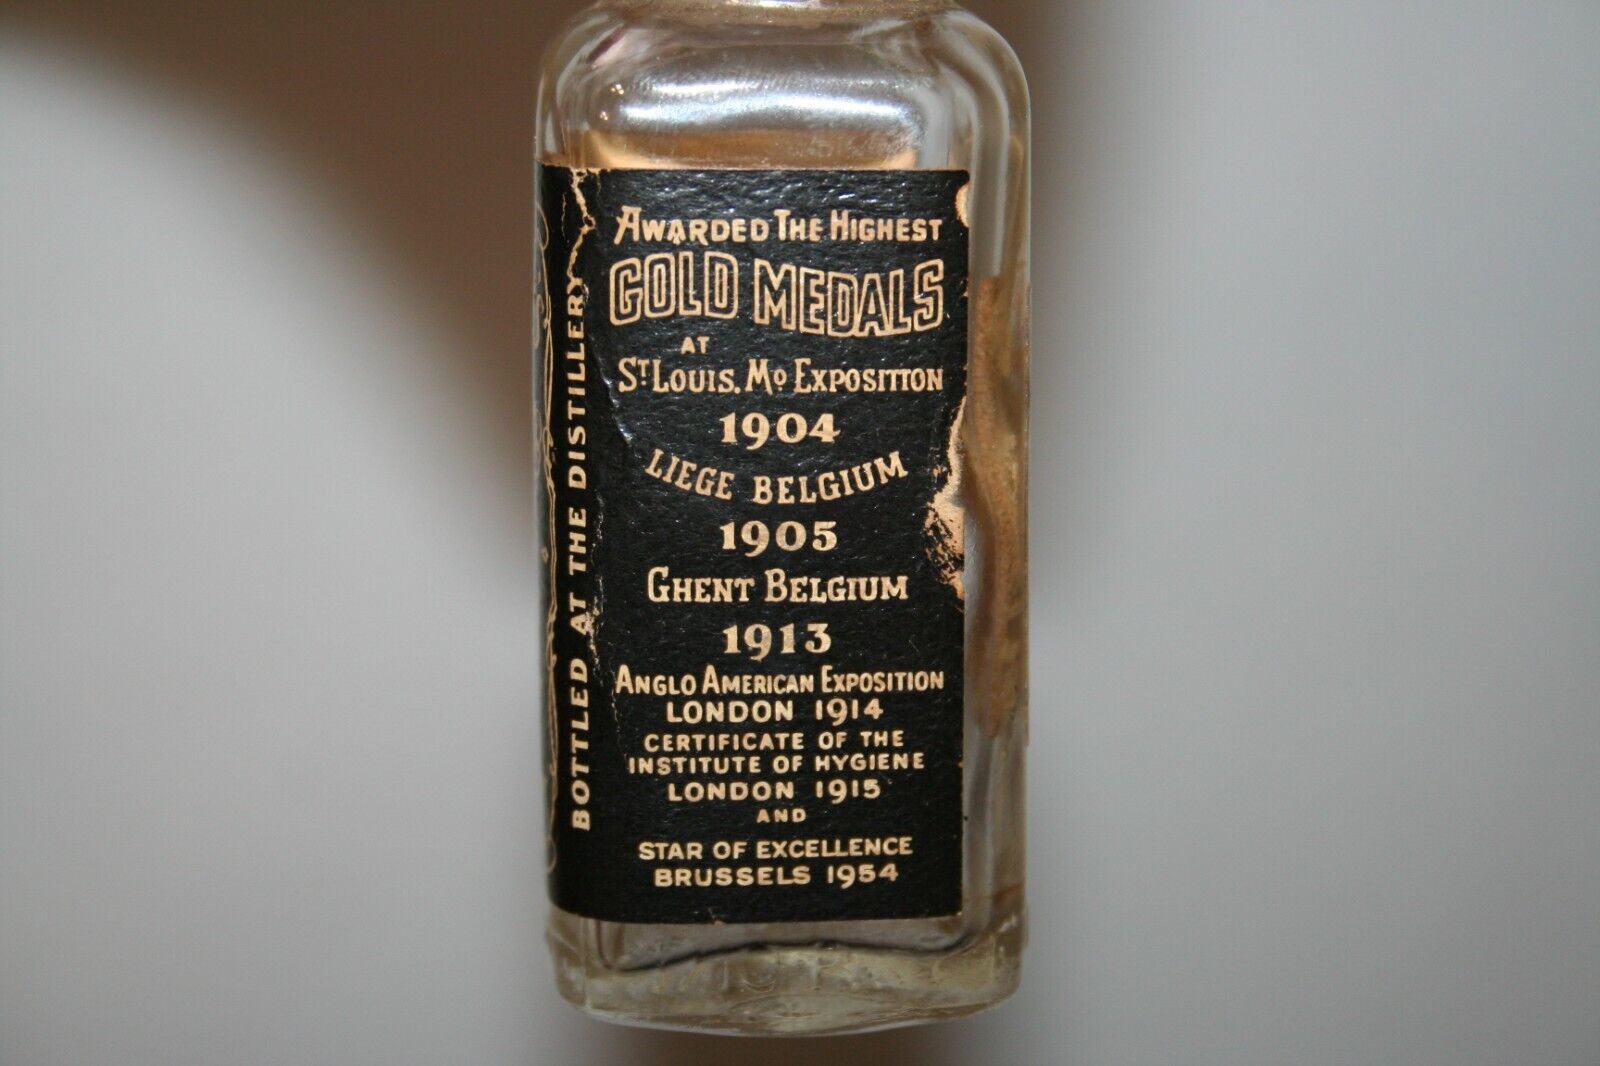 AWARDED THE HIGHEST
GOLD MEDALS
AT
ST. LOUIS. MO EXPOSITION
1904
LIEGE BELGIUM
1905
GHENT BELGIUM
1913
ANGLO AMERICAN EXPOSITION
LONDON 1914
CERTIFICATE OF THE
INSTITUTE OF HYGIENE
LONDON 1915
AND
STAR OF EXCELLENCE
BRUSSELS 1954
BOTTLED AT THE DISTILLERY